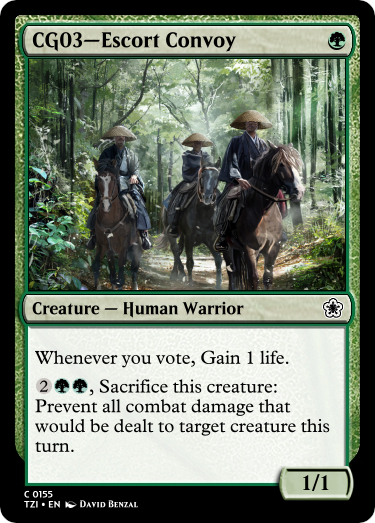 CG03—Escort Convoy
Creature — Human Warrior
Whenever you vote, Gain 1 life.
2, Sacrifice this creature:
Prevent all combat damage that
would be dealt to target creature this
turn.
1/1
C 0155
TZI • EN DAVID BENZAL